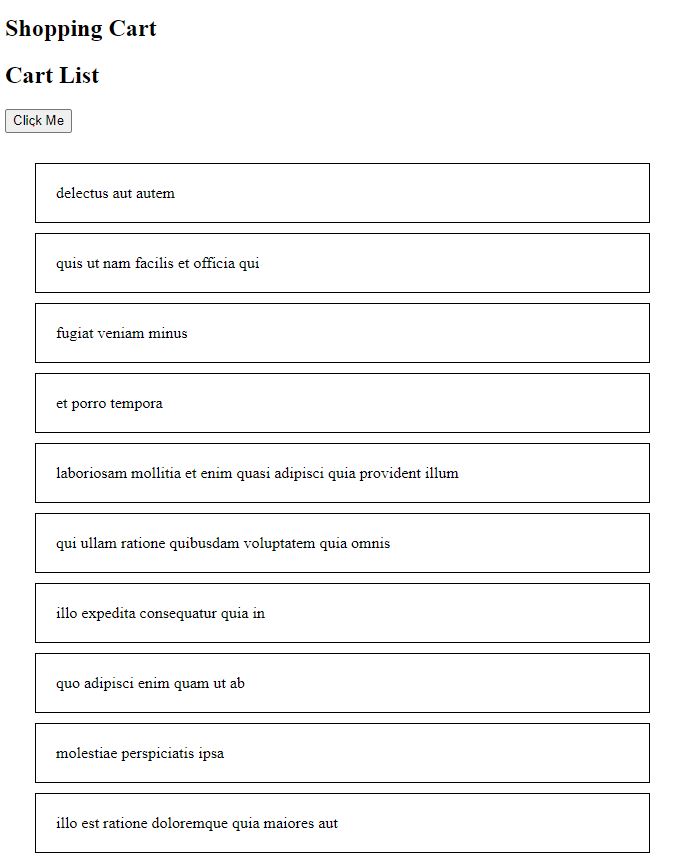 Shopping Cart
Cart List
Click Me
delectus aut autem
quis ut nam facilis et officia qui
fugiat veniam minus
et porro tempora
laboriosam mollitia et enim quasi adipisci quia provident illum
qui ullam ratione quibusdam voluptatem quia omnis
illo expedita consequatur quia in
quo adipisci enim quam ut ab
molestiae perspiciatis ipsa
illo est ratione doloremque quia maiores aut